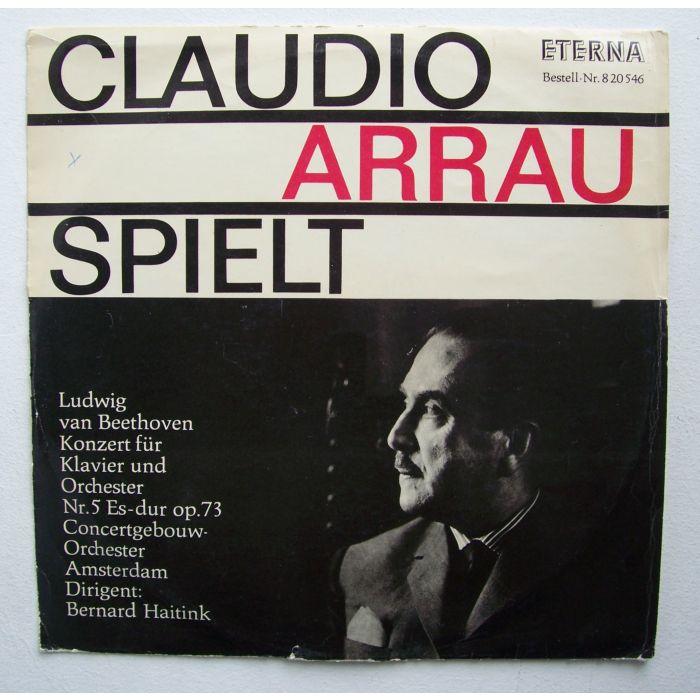 CLAUDIO
ETERNA
Bestell-Nr. 8 20 546
ARRAU
SPIELT
Ludwig
van Beethoven
Konzert für
Klavier und
Orchester
Nr. 5 Es-dur op. 73
Concertgebouw-
Orchester
Amsterdam
Dirigent:
Bernard Haitink